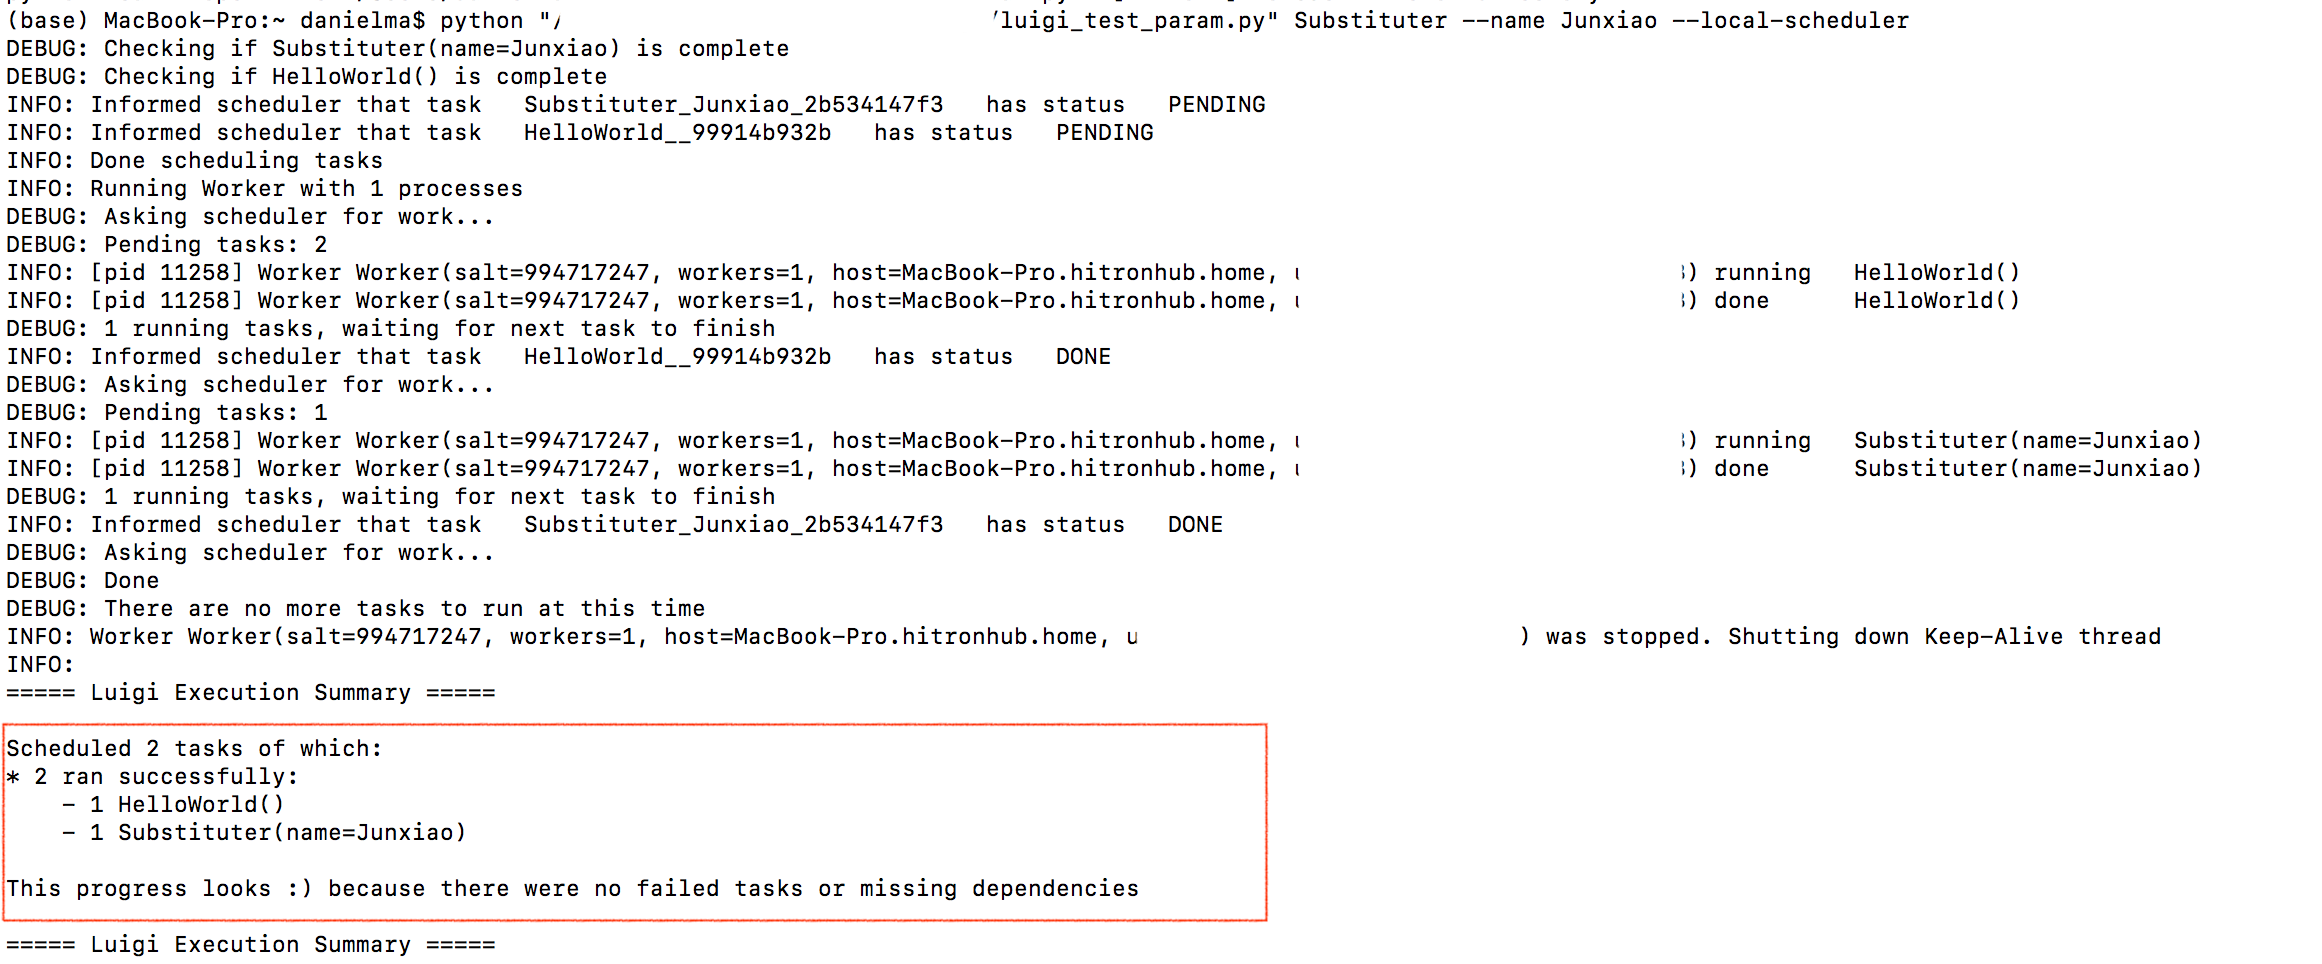 (base) MacBook-Pro:~ danielma$ python "/ luigi_test_param.py" Substituter --name Junxiao --local-scheduler
DEBUG: Checking if Substituter(name=Junxiao) is complete
DEBUG: Checking if HelloWorld() is complete
INFO: Informed scheduler that task   Substituter_Junxiao_2b534147f3   has status   PENDING
INFO: Informed scheduler that task   HelloWorld__99914b932b   has status   PENDING
INFO: Done scheduling tasks
INFO: Running Worker with 1 processes
DEBUG: Asking scheduler for work...
DEBUG: Pending tasks: 2
INFO: [pid 11258] Worker Worker(salt=994717247, workers=1, host=MacBook-Pro.hitronhub.home, ) running   HelloWorld()
INFO: [pid 11258] Worker Worker(salt=994717247, workers=1, host=MacBook-Pro.hitronhub.home, ) done      HelloWorld()
DEBUG: 1 running tasks, waiting for next task to finish
INFO: Informed scheduler that task   HelloWorld__99914b932b   has status   DONE
DEBUG: Asking scheduler for work...
DEBUG: Pending tasks: 1
INFO: [pid 11258] Worker Worker(salt=994717247, workers=1, host=MacBook-Pro.hitronhub.home, ) running   Substituter(name=Junxiao)
INFO: [pid 11258] Worker Worker(salt=994717247, workers=1, host=MacBook-Pro.hitronhub.home, ) done      Substituter(name=Junxiao)
DEBUG: 1 running tasks, waiting for next task to finish
INFO: Informed scheduler that task   Substituter_Junxiao_2b534147f3   has status   DONE
DEBUG: Asking scheduler for work...
DEBUG: Done
DEBUG: There are no more tasks to run at this time
INFO: Worker Worker(salt=994717247, workers=1, host=MacBook-Pro.hitronhub.home, u ) was stopped. Shutting down Keep-Alive thread
INFO:
===== Luigi Execution Summary =====
Scheduled 2 tasks of which:
* 2 ran successfully:
    - 1 HelloWorld()
    - 1 Substituter(name=Junxiao)
This progress looks :) because there were no failed tasks or missing dependencies
===== Luigi Execution Summary =====